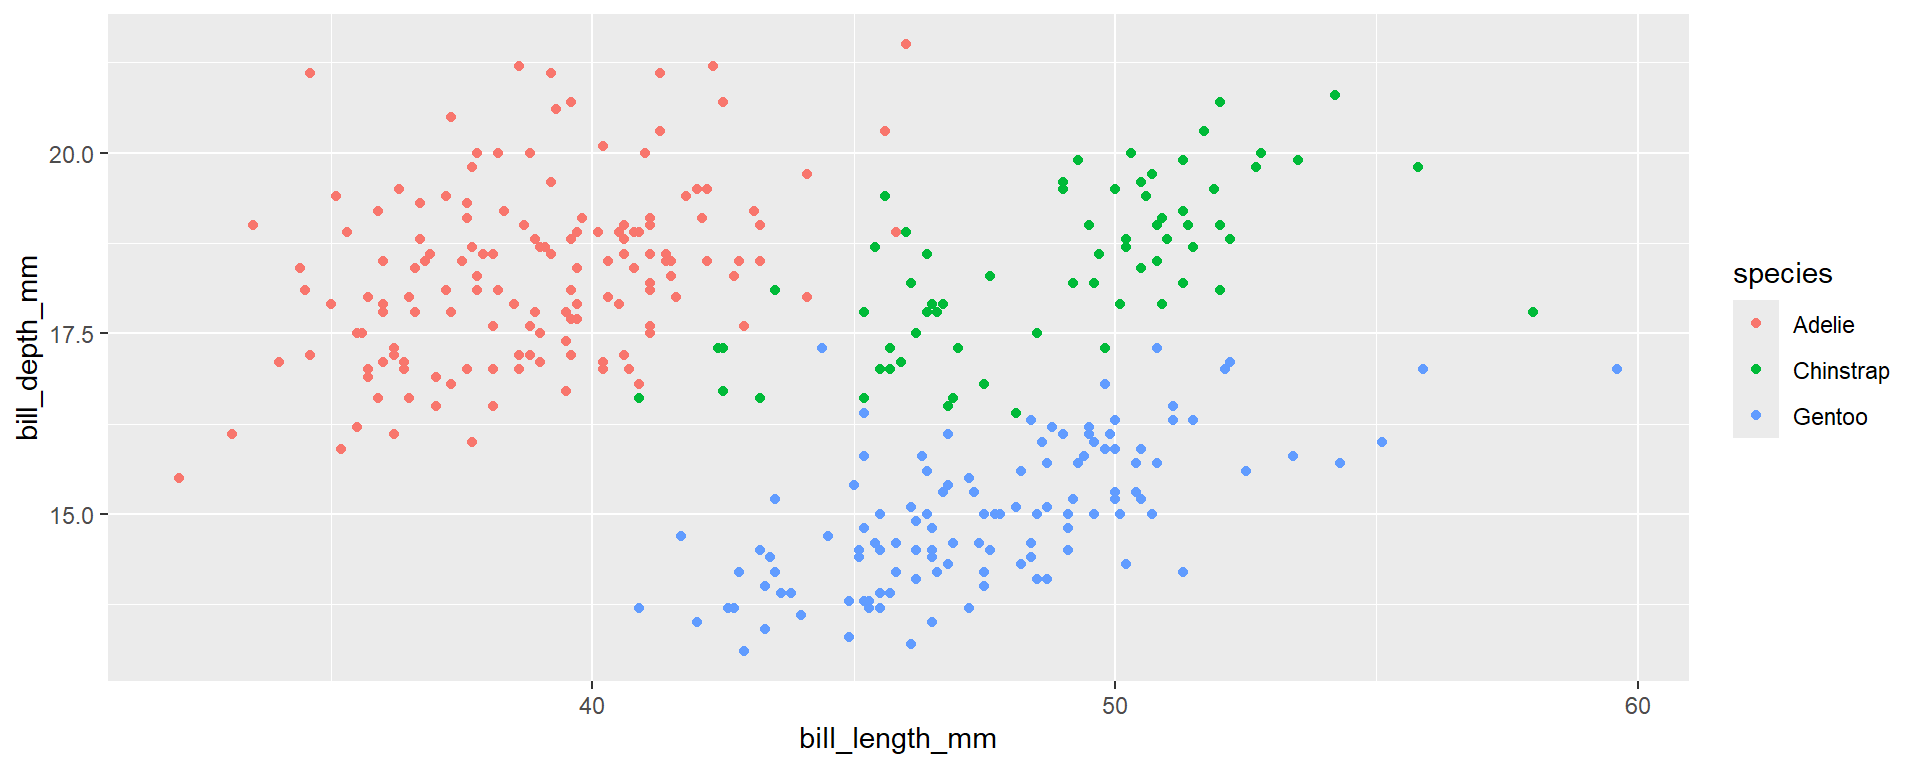 20.0
17.5
15.0
bill_depth_mm
40
50
60
bill_length_mm
species
Adelie
Chinstrap
Gentoo